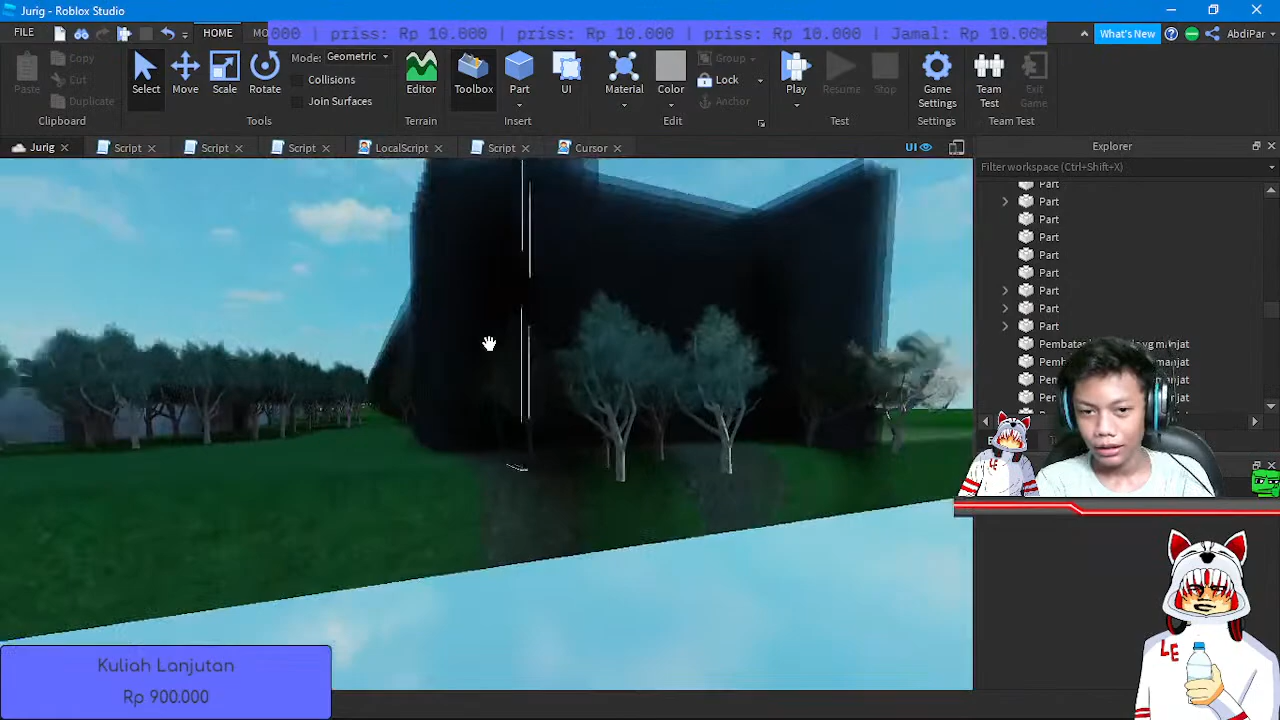 Jurig - Roblox Studio
FILE
HOME
000 | priss: Rp 10.000 | priss: Rp 10.000 | priss: Rp 10.000 | Jamal: Rp 10.000
What's New
AbdiPar
Paste
Copy
Cut
Duplicate
Clipboard
Select
Move
Scale
Rotate
Mode: Geometric
Collisions
Join Surfaces
Tools
Editor
Terrain
Toolbox
Part
UI
Insert
Material
Color
Group
Lock
Anchor
Edit
Play
Resume
Stop
Test
Game
Settings
Settings
Team
Test
Exit
Game
Team Test
Jurig
Script
Script
Script
LocalScript
Script
Cursor
UI
Explorer
Filter workspace (Ctrl+Shift+X)
Part
Part
Part
Part
Part
Part
Part
Part
Part
LE
LE
Kuliah Lanjutan
Rp 900.000